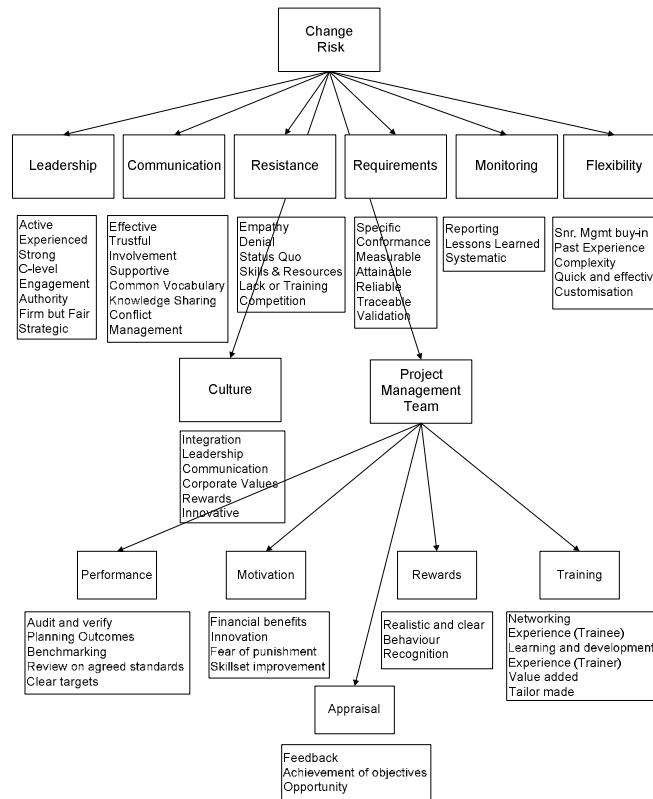 Change
Risk
Leadership
Communication
Resistance
Requirements
Monitoring
Flexibility
Active
Experienced
Strong
C-level
Engagement
Authority
Firm but Fair
Strategic
Effective
Trustful
Involvement
Supportive
Common Vocabulary
Knowledge Sharing
Conflict
Management
Empathy
Denial
Status Quo
Skills & Resources
Lack or Training
Competition
Specific
Conformance
Measurable
Attainable
Reliable
Traceable
Validation
Reporting
Lessons Learned
Systematic
Snr. Mgmt buy-in
Past Experience
Complexity
Quick and effectiv
Customisation
Culture
Integration
Leadership
Communication
Corporate Values
Rewards
Innovative
Project
Management
Team
Performance
Motivation
Rewards
Training
Audit and verify
Planning Outcomes
Benchmarking
Review on agreed standards
Clear targets
Financial benefits
Innovation
Fear of punishment
Skillset improvement
Realistic and clear
Behaviour
Recognition
Networking
Experience (Trainee)
Learning and development
Experience (Trainer)
Value added
Tailor made
Appraisal
Feedback
Achievement of objectives
Opportunity